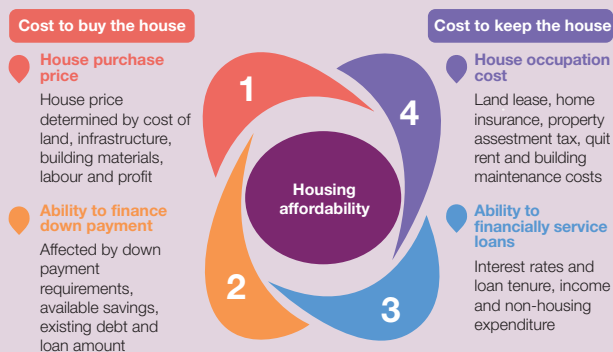 Cost to buy the house
House purchase
price
House price
determined by cost of
land, infrastructure,
building materials,
labour and profit
Ability to finance
down payment
Affected by down
payment
requirements,
available savings,
existing debt and
loan amount
1
2
3
4
Housing
affordability
Cost to keep the house
House occupation
cost
Land lease, home
insurance, property
assestment tax, quit
rent and building
maintenance costs
Ability to
financially service
loans
Interest rates and
loan tenure, income
and non-housing
expenditure